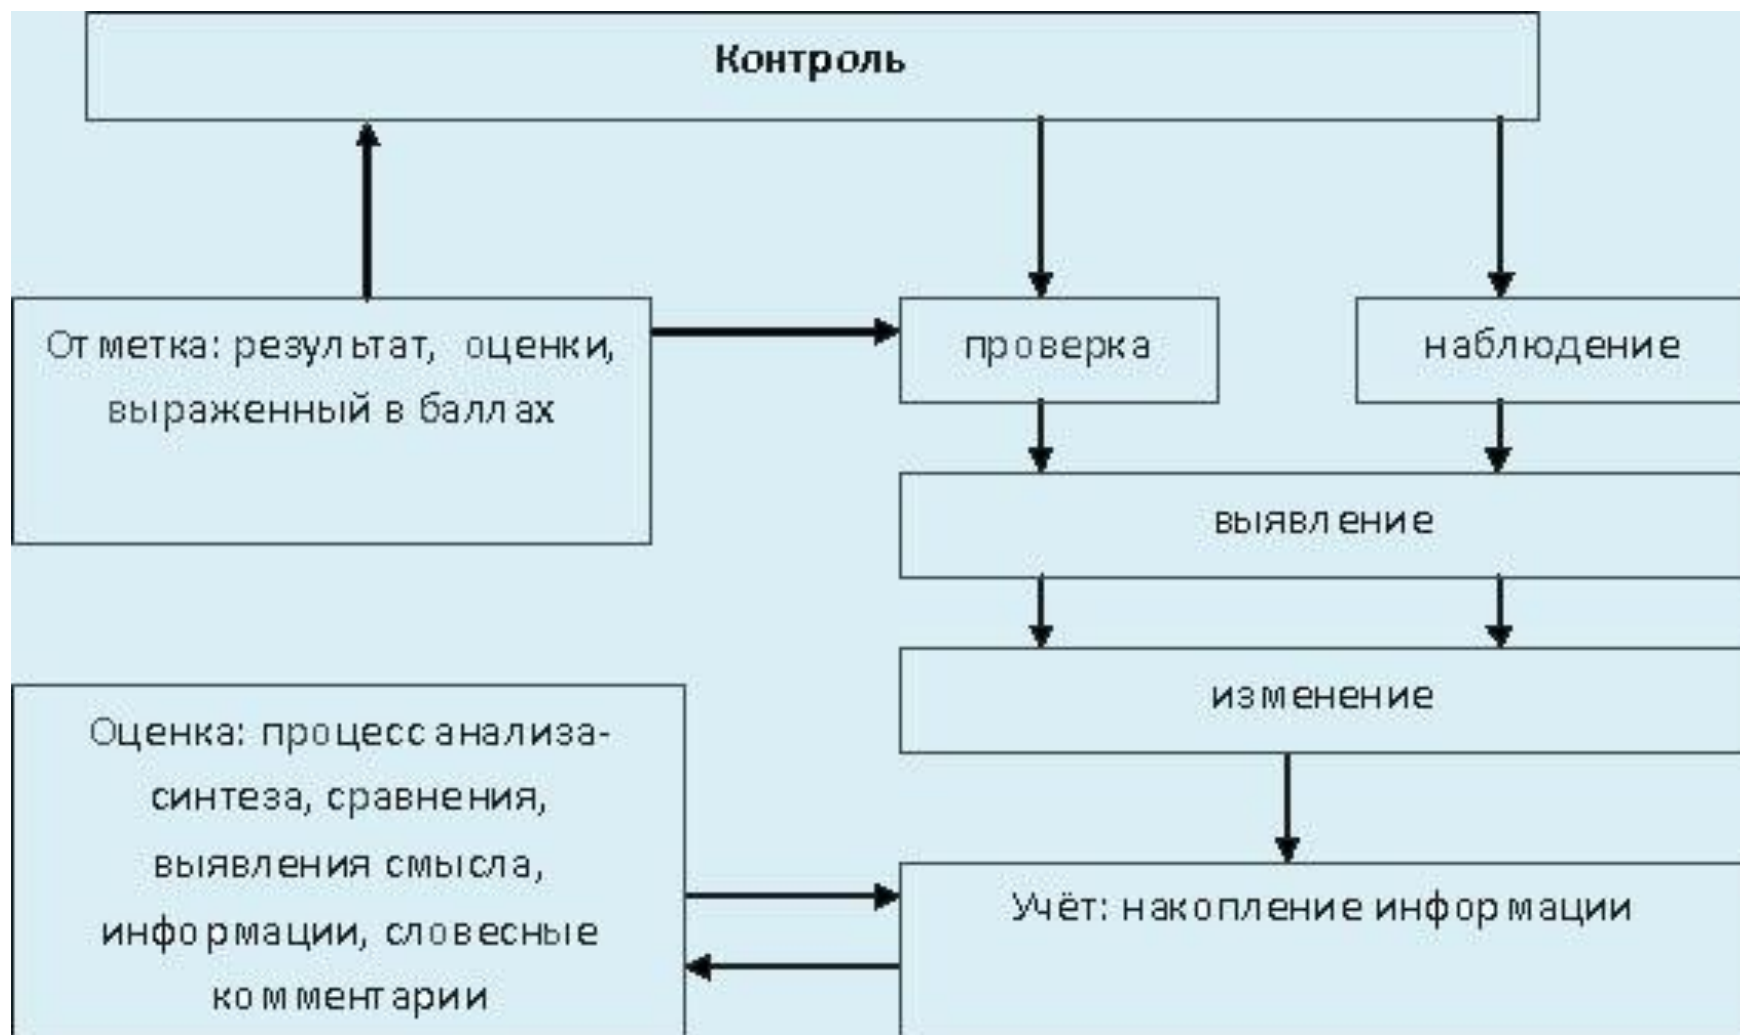 Контроль
Отметка: результат, оценки,
выраженный в баллах
проверка
наблюдение
выявление
изменение
Оценка: процесс анализа-
синтеза, сравнения,
выявления смысла,
информации, словесные
комментарии
Учёт: накопление информации